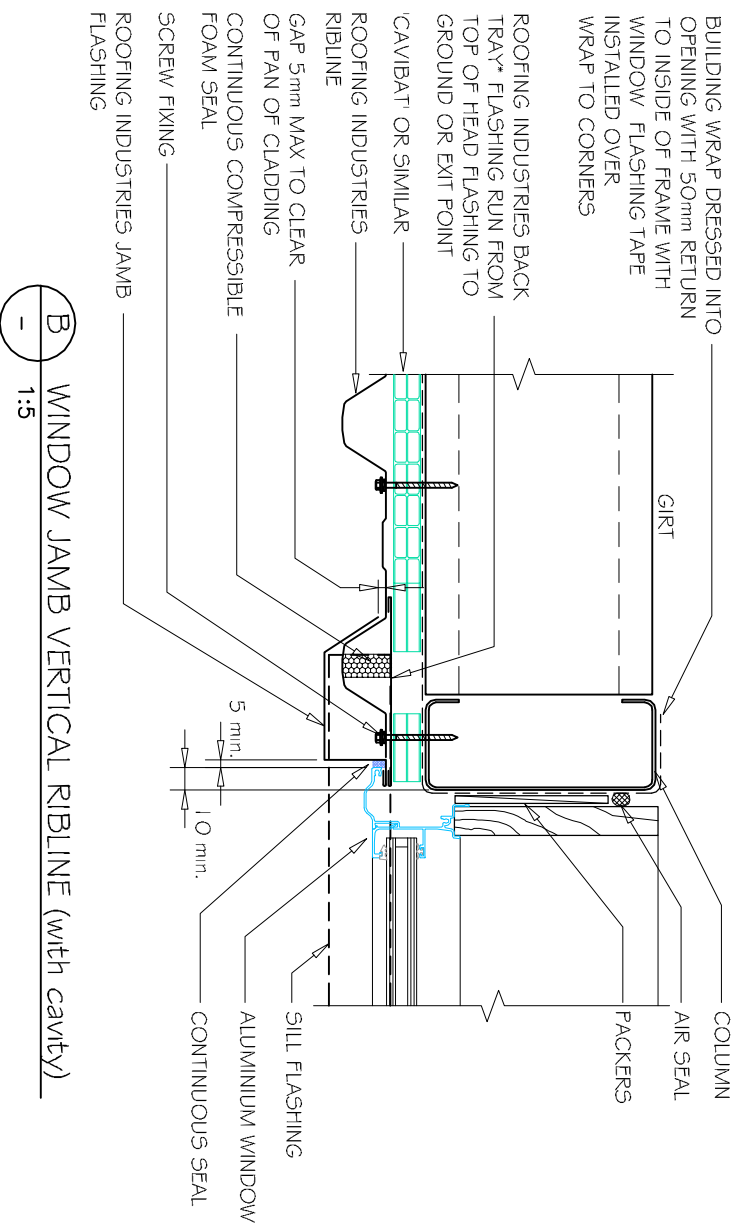 BUILDING WRAP DRESSED INTO
OPENING WITH 50mm RETURN
TO INSIDE OF FRAME WITH
WINDOW FLASHING TAPE
INSTALLED OVER
WRAP TO CORNERS
ROOFING INDUSTRIES BACK
TRAY* FLASHING RUN FROM
TOP OF HEAD FLASHING TO
GROUND OR EXIT POINT
'CAVIBAT' OR SIMILAR
ROOFING INDUSTRIES
RIBLINE
GAP 5mm MAX TO CLEAR
OF PAN OF CLADDING
CONTINUOUS COMPRESSIBLE
FOAM SEAL
SCREW FIXING
ROOFING INDUSTRIES JAMB
FLASHING
GIRT
5 min.
10 min.
COLUMN
AIR SEAL
PACKERS
SILL FLASHING
ALUMINIUM WINDOW
CONTINUOUS SEAL
B
-
WINDOW JAMB VERTICAL RIBLINE (with cavity)
1:5